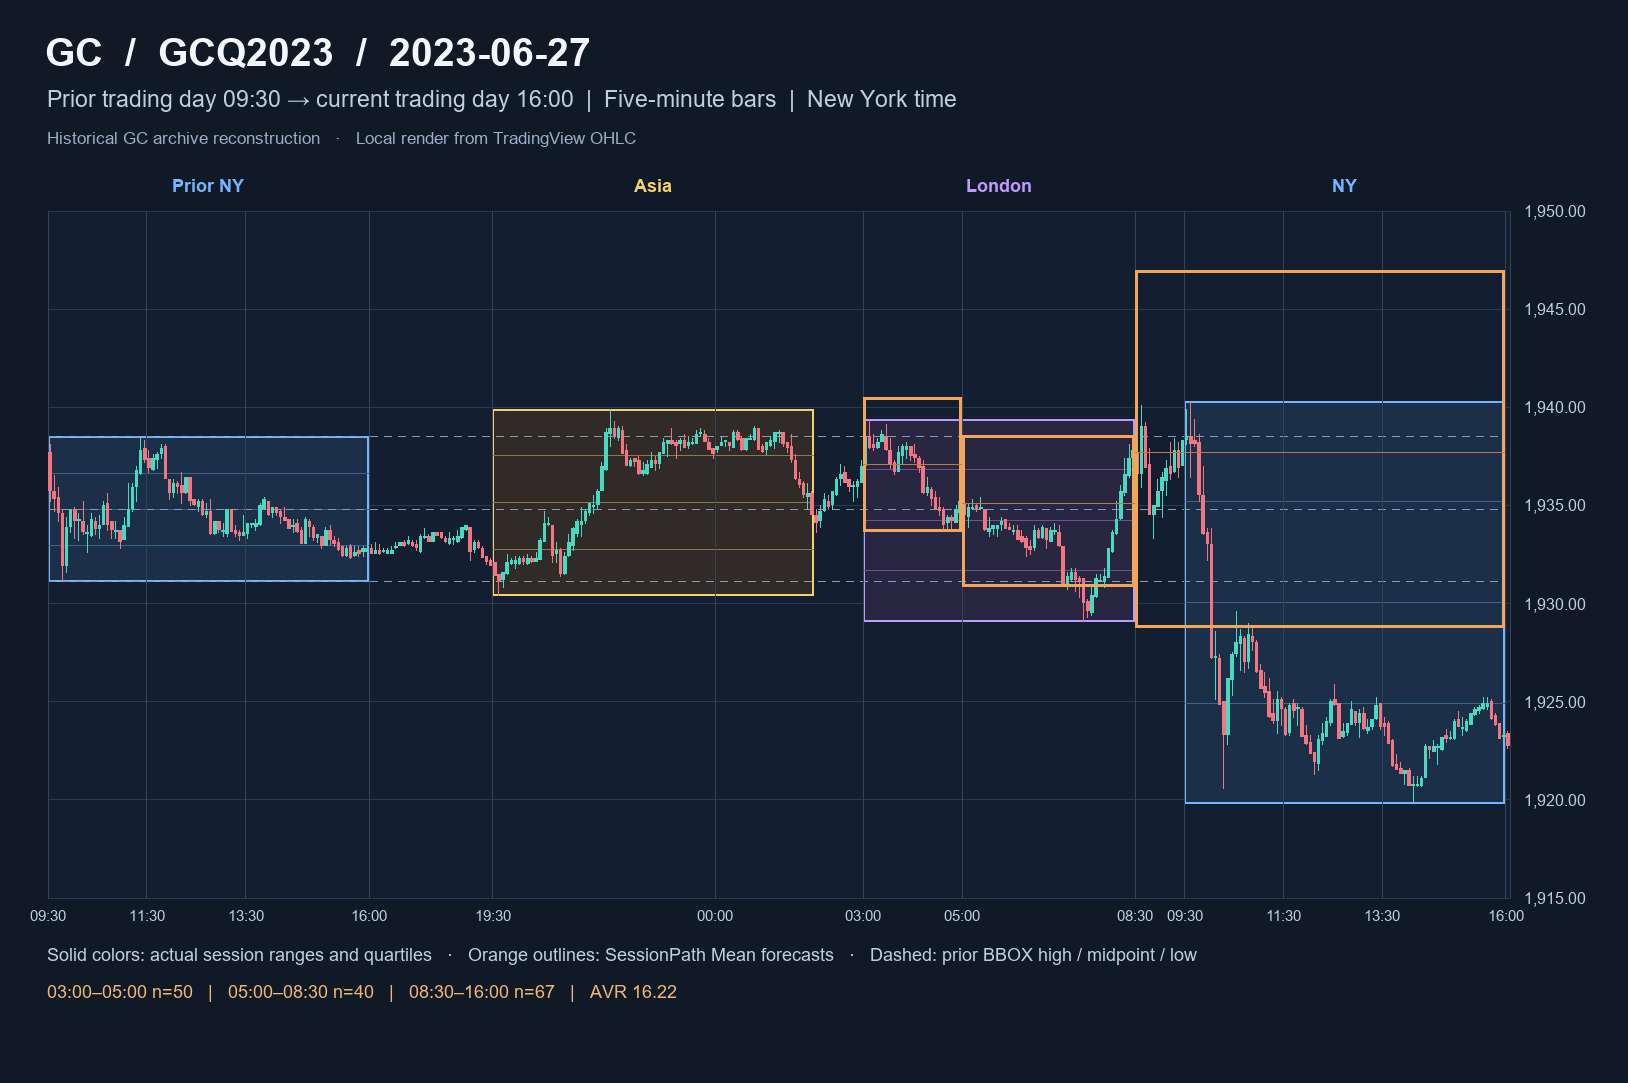 GC / GCQ2023 / 2023-06-27
Prior trading day 09:30 → current trading day 16:00 | Five-minute bars | New York time
Historical GC archive reconstruction · Local render from TradingView OHLC
Prior NY Asia London NY
1,950.00
1,945.00
1,940.00
1,935.00
1,930.00
1,925.00
1,920.00
1,915.00
09:30 11:30 13:30 16:00 19:30 00:00 03:00 05:00 08:30 09:30 11:30 13:30 16:00
Solid colors: actual session ranges and quartiles · Orange outlines: SessionPath Mean forecasts · Dashed: prior BBOX high / midpoint / low
03:00–05:00 n=50 | 05:00–08:30 n=40 | 08:30–16:00 n=67 | AVR 16.22